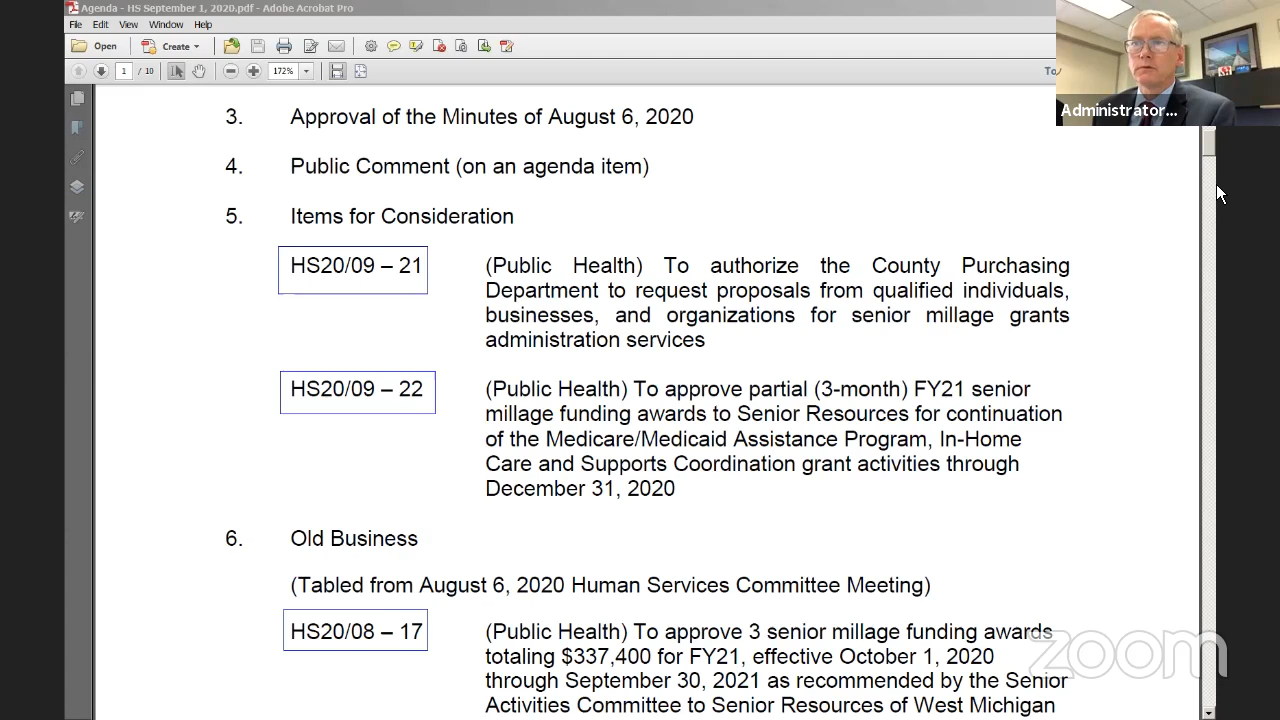 Agenda - HS September 1, 2020.pdf - Adobe Acrobat Pro
File Edit View Window Help
Open Create
1 / 10 172%
Administrator...
3. Approval of the Minutes of August 6, 2020
4. Public Comment (on an agenda item)
5. Items for Consideration
HS20/09 – 21 (Public Health) To authorize the County Purchasing
Department to request proposals from qualified individuals,
businesses, and organizations for senior millage grants
administration services
HS20/09 – 22 (Public Health) To approve partial (3-month) FY21 senior
millage funding awards to Senior Resources for continuation
of the Medicare/Medicaid Assistance Program, In-Home
Care and Supports Coordination grant activities through
December 31, 2020
6. Old Business
(Tabled from August 6, 2020 Human Services Committee Meeting)
HS20/08 – 17 (Public Health) To approve 3 senior millage funding awards
totaling $337,400 for FY21, effective October 1, 2020
through September 30, 2021 as recommended by the Senior
Activities Committee to Senior Resources of West Michigan
zoom